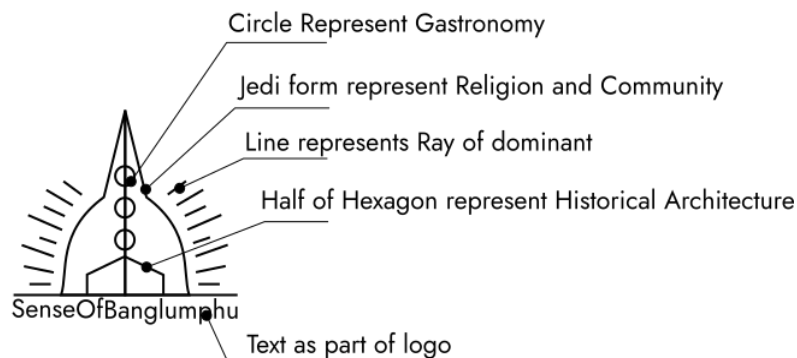 Circle Represent Gastronomy
Jedi form represent Religion and Community
Line represents Ray of dominant
Half of Hexagon represent Historical Architecture
SenseOfBanglumphu
Text as part of logo